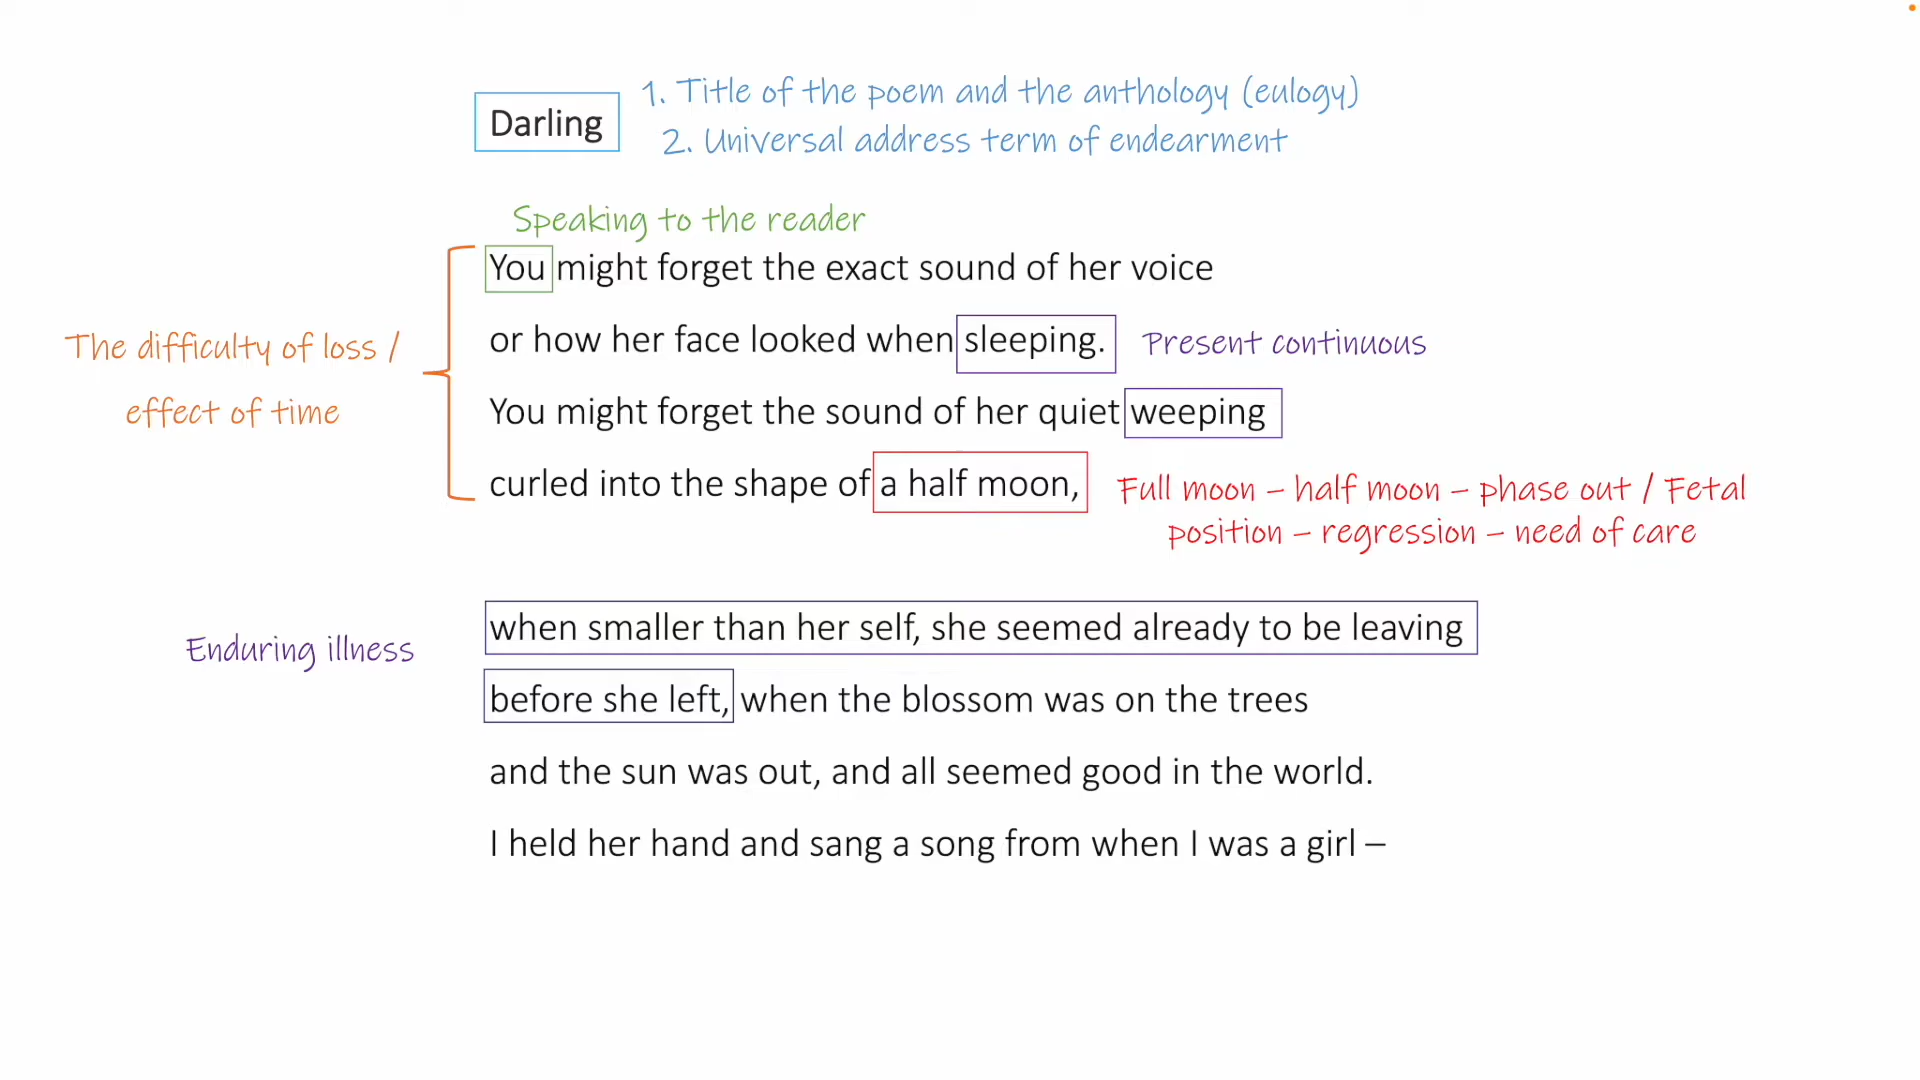 Darling
1. Title of the poem and the anthology (eulogy)
2. Universal address term of endearment
Speaking to the reader
You might forget the exact sound of her voice
or how her face looked when sleeping.
Present continuous
You might forget the sound of her quiet weeping
curled into the shape of a half moon,
The difficulty of loss /
effect of time
Full moon – half moon – phase out / Fetal
position – regression – need of care
when smaller than her self, she seemed already to be leaving
Enduring illness
before she left, when the blossom was on the trees
and the sun was out, and all seemed good in the world.
I held her hand and sang a song from when I was a girl –